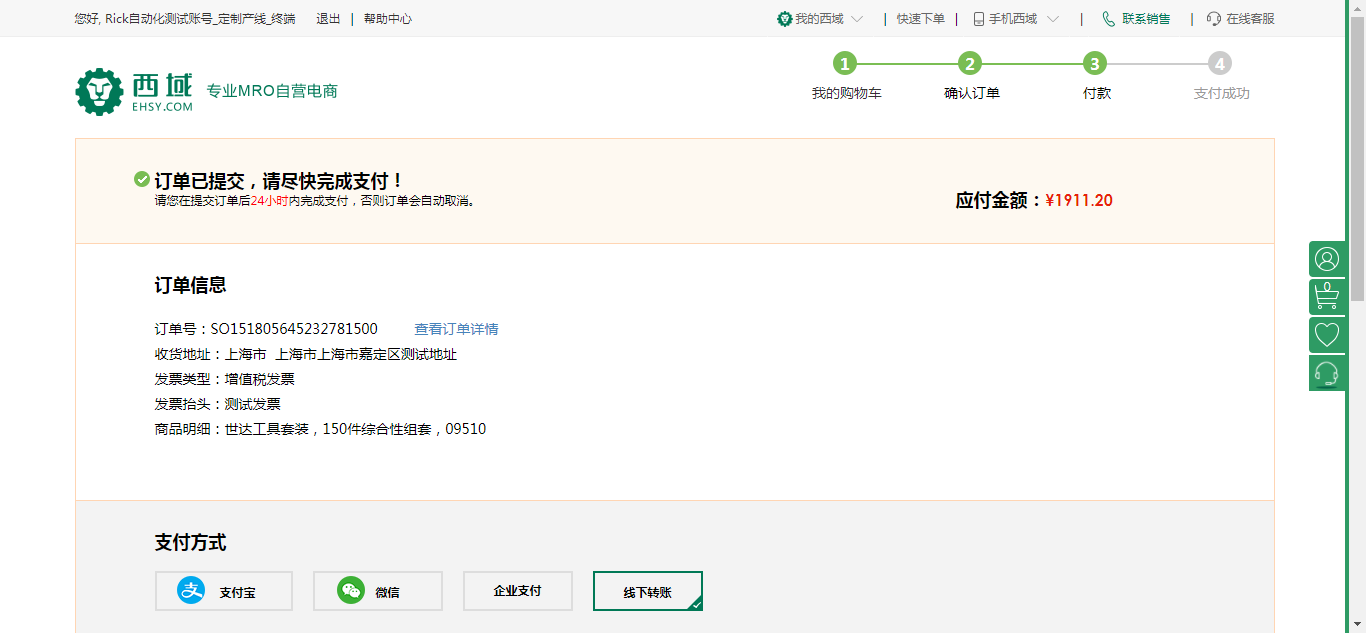 您好, Rick自动化测试账号_定制产线_终端 退出 | 帮助中心 我的西域 | 快速下单 | 手机西域 | 联系销售 | 在线客服
西域 EHSY.COM 专业MRO自营电商
1 2 3 4
我的购物车 确认订单 付款 支付成功
订单已提交，请尽快完成支付！
请您在提交订单后24小时内完成支付，否则订单会自动取消。
应付金额：¥1911.20
订单信息
订单号：SO151805645232781500 查看订单详情
收货地址：上海市 上海市上海市嘉定区测试地址
发票类型：增值税发票
发票抬头：测试发票
商品明细：世达工具套装，150件综合性组套，09510
0
支付方式
支 支付宝 微信 企业支付 线下转账